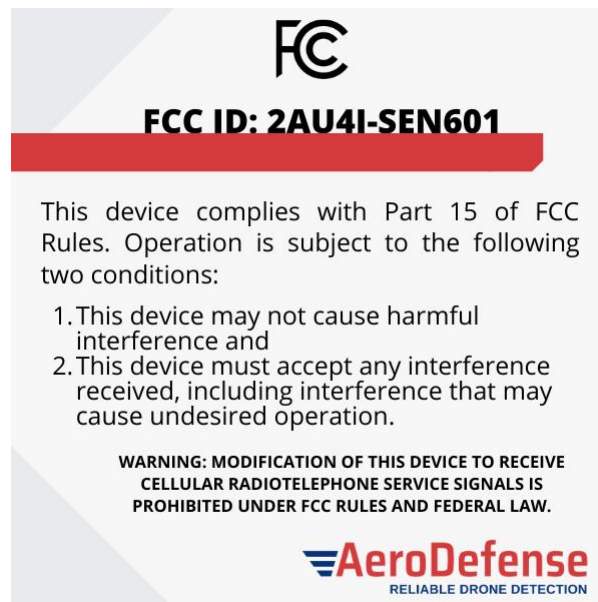 FCC
FCC ID: 2AU4I-SEN601
This device complies with Part 15 of FCC
Rules. Operation is subject to the following
two conditions:
1. This device may not cause harmful
interference and
2. This device must accept any interference
received, including interference that may
cause undesired operation.
WARNING: MODIFICATION OF THIS DEVICE TO RECEIVE
CELLULAR RADIOTELEPHONE SERVICE SIGNALS IS
PROHIBITED UNDER FCC RULES AND FEDERAL LAW.
AeroDefense
RELIABLE DRONE DETECTION